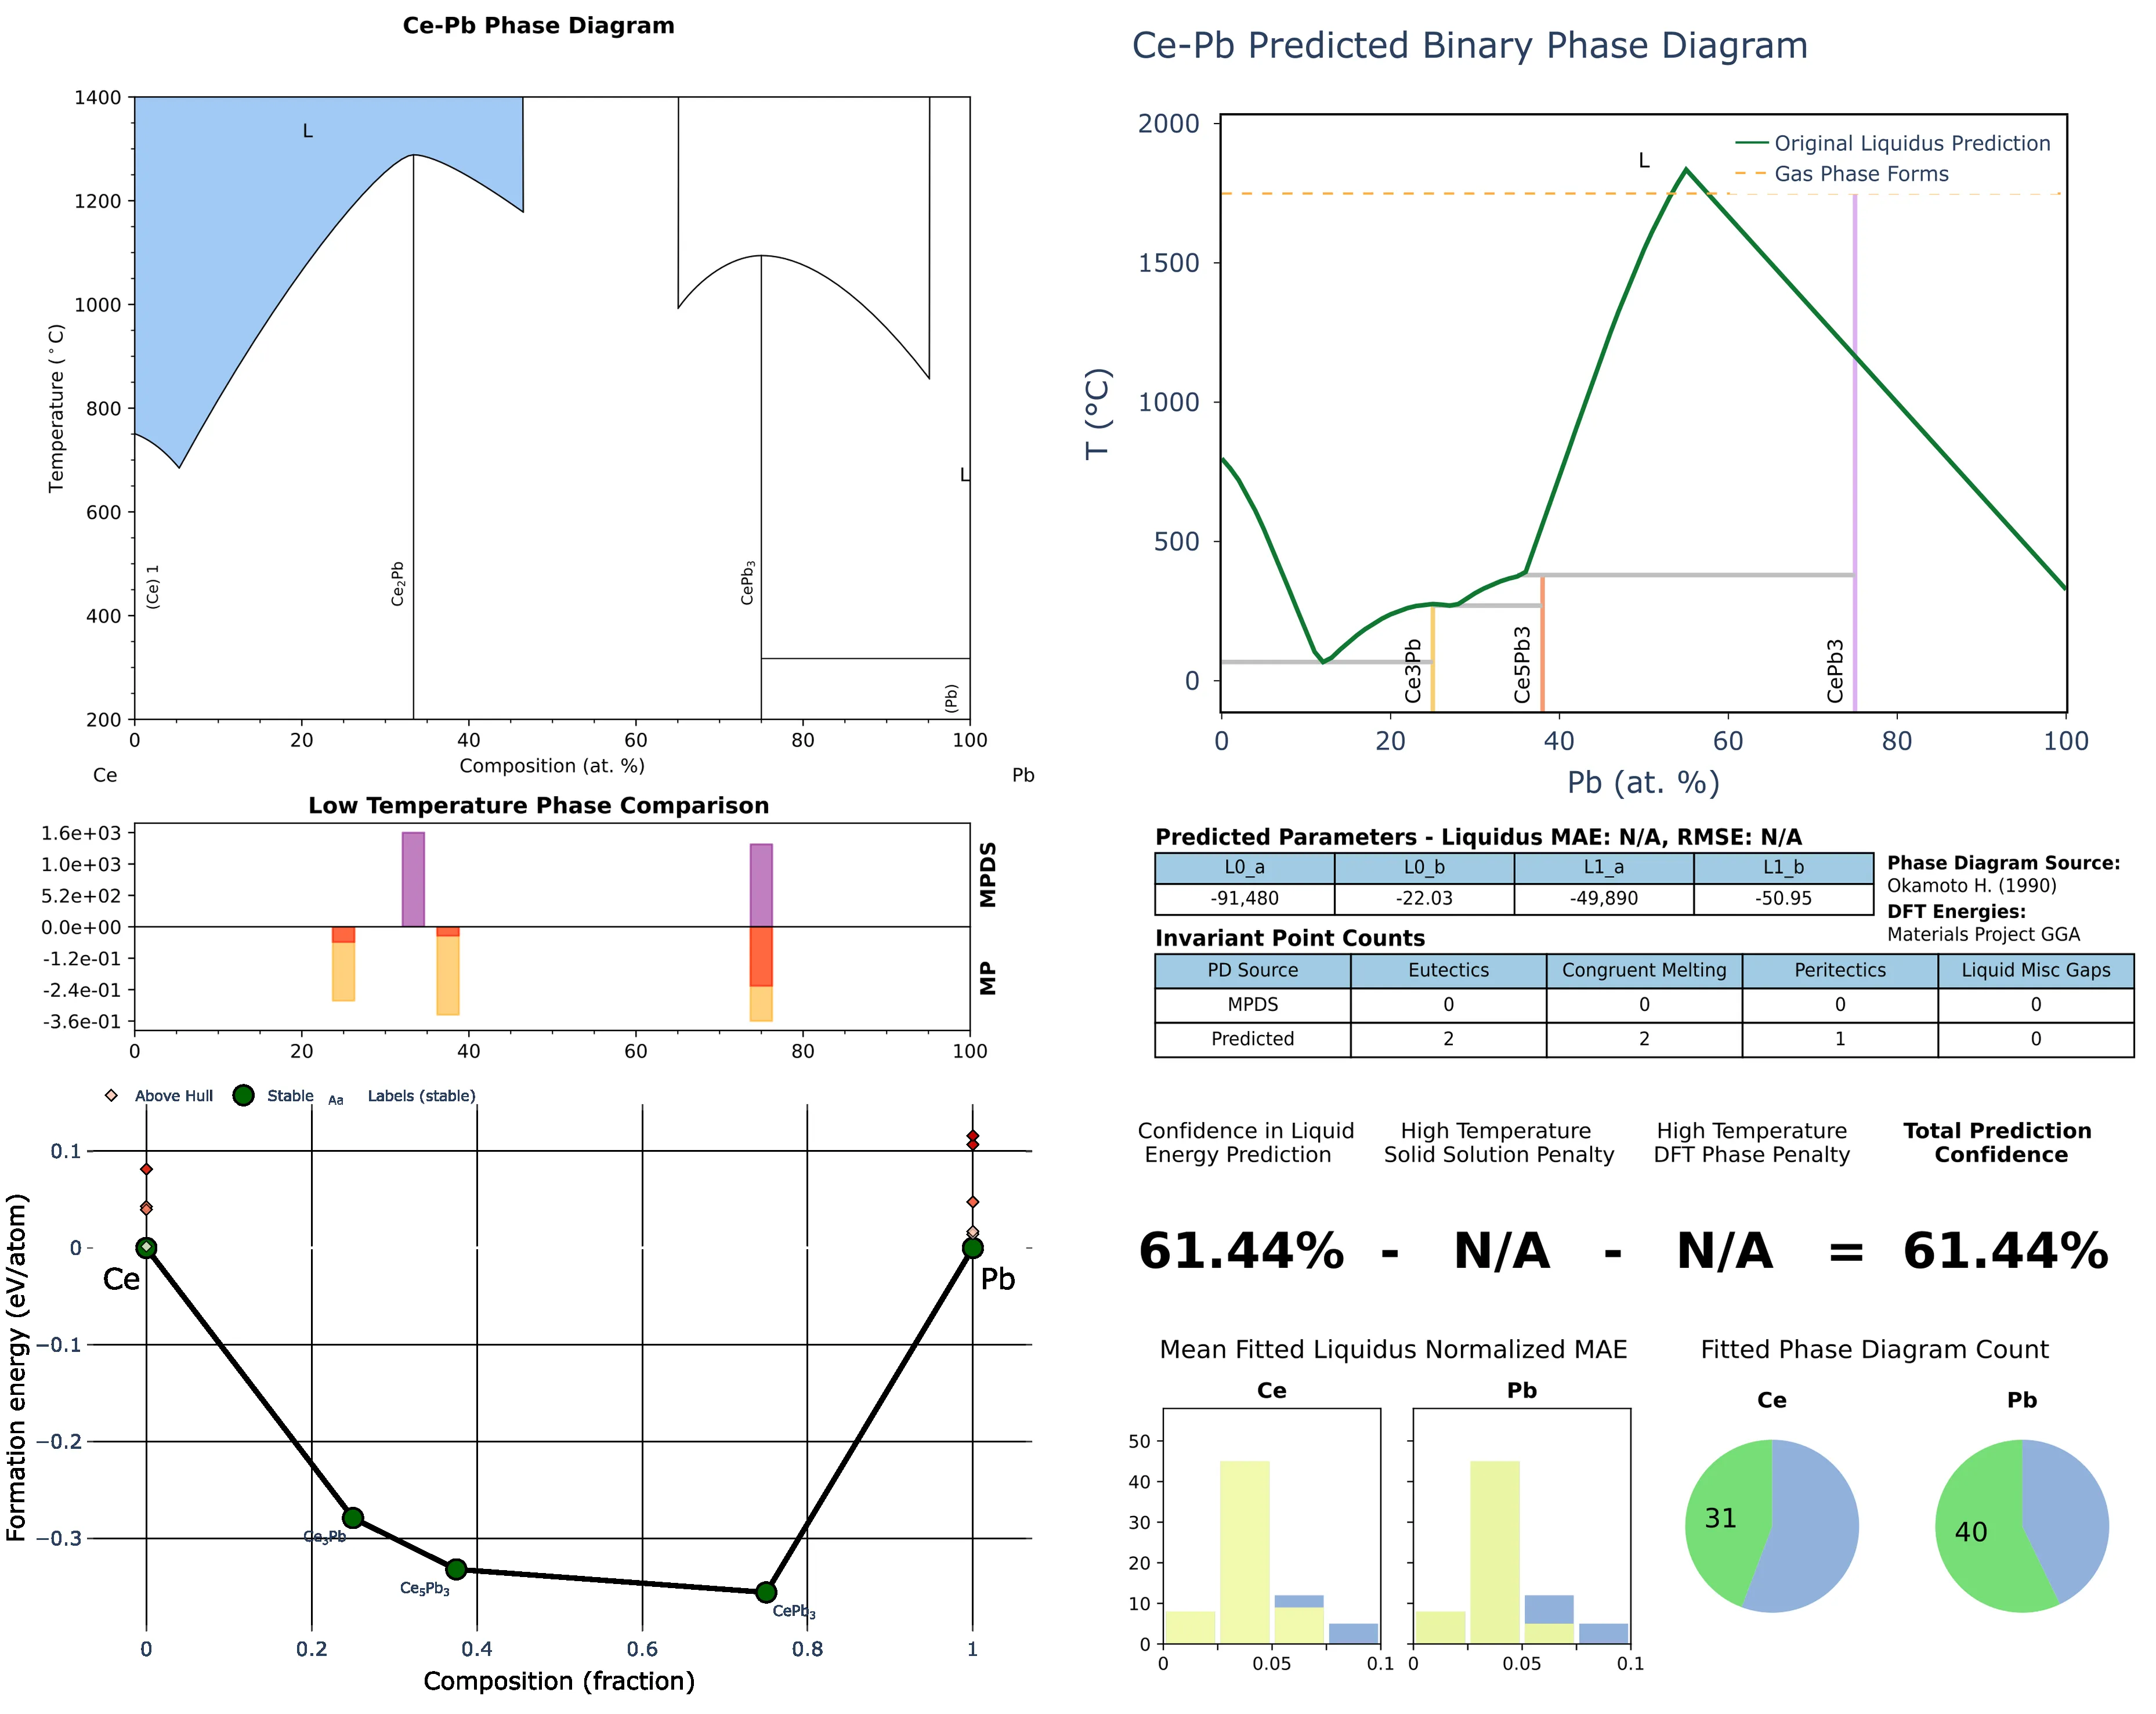 Ce-Pb Phase Diagram
1400
1200
1000
800
600
400
200
Temperature (°C)
L
(Ce) 1
Ce₂Pb
CePb₃
L
(Pb)
0 20 40 60 80 100
Composition (at. %)
Ce Pb
Low Temperature Phase Comparison
1.6e+03
1.0e+03
5.2e+02
0.0e+00
-1.2e-01
-2.4e-01
-3.6e-01
MPDS
MP
0 20 40 60 80 100
Above Hull Stable Aa Labels (stable)
0.1
0
−0.1
−0.2
−0.3
Formation energy (eV/atom)
Ce
Pb
Ce₃Pb
Ce₅Pb₃
CePb₃
0 0.2 0.4 0.6 0.8 1
Composition (fraction)
Ce-Pb Predicted Binary Phase Diagram
2000
1500
1000
500
0
T (°C)
L
Original Liquidus Prediction
Gas Phase Forms
Ce3Pb
Ce5Pb3
CePb3
0 20 40 60 80 100
Pb (at. %)
Predicted Parameters - Liquidus MAE: N/A, RMSE: N/A
L0_a L0_b L1_a L1_b
-91,480 -22.03 -49,890 -50.95
Phase Diagram Source:
Okamoto H. (1990)
DFT Energies:
Materials Project GGA
Invariant Point Counts
PD Source Eutectics Congruent Melting Peritectics Liquid Misc Gaps
MPDS 0 0 0 0
Predicted 2 2 1 0
Confidence in Liquid
Energy Prediction
High Temperature
Solid Solution Penalty
High Temperature
DFT Phase Penalty
Total Prediction
Confidence
61.44% - N/A - N/A = 61.44%
Mean Fitted Liquidus Normalized MAE
Ce
Pb
50
40
30
20
10
0
0 0.05 0.1
0 0.05 0.1
Fitted Phase Diagram Count
Ce
Pb
31
40